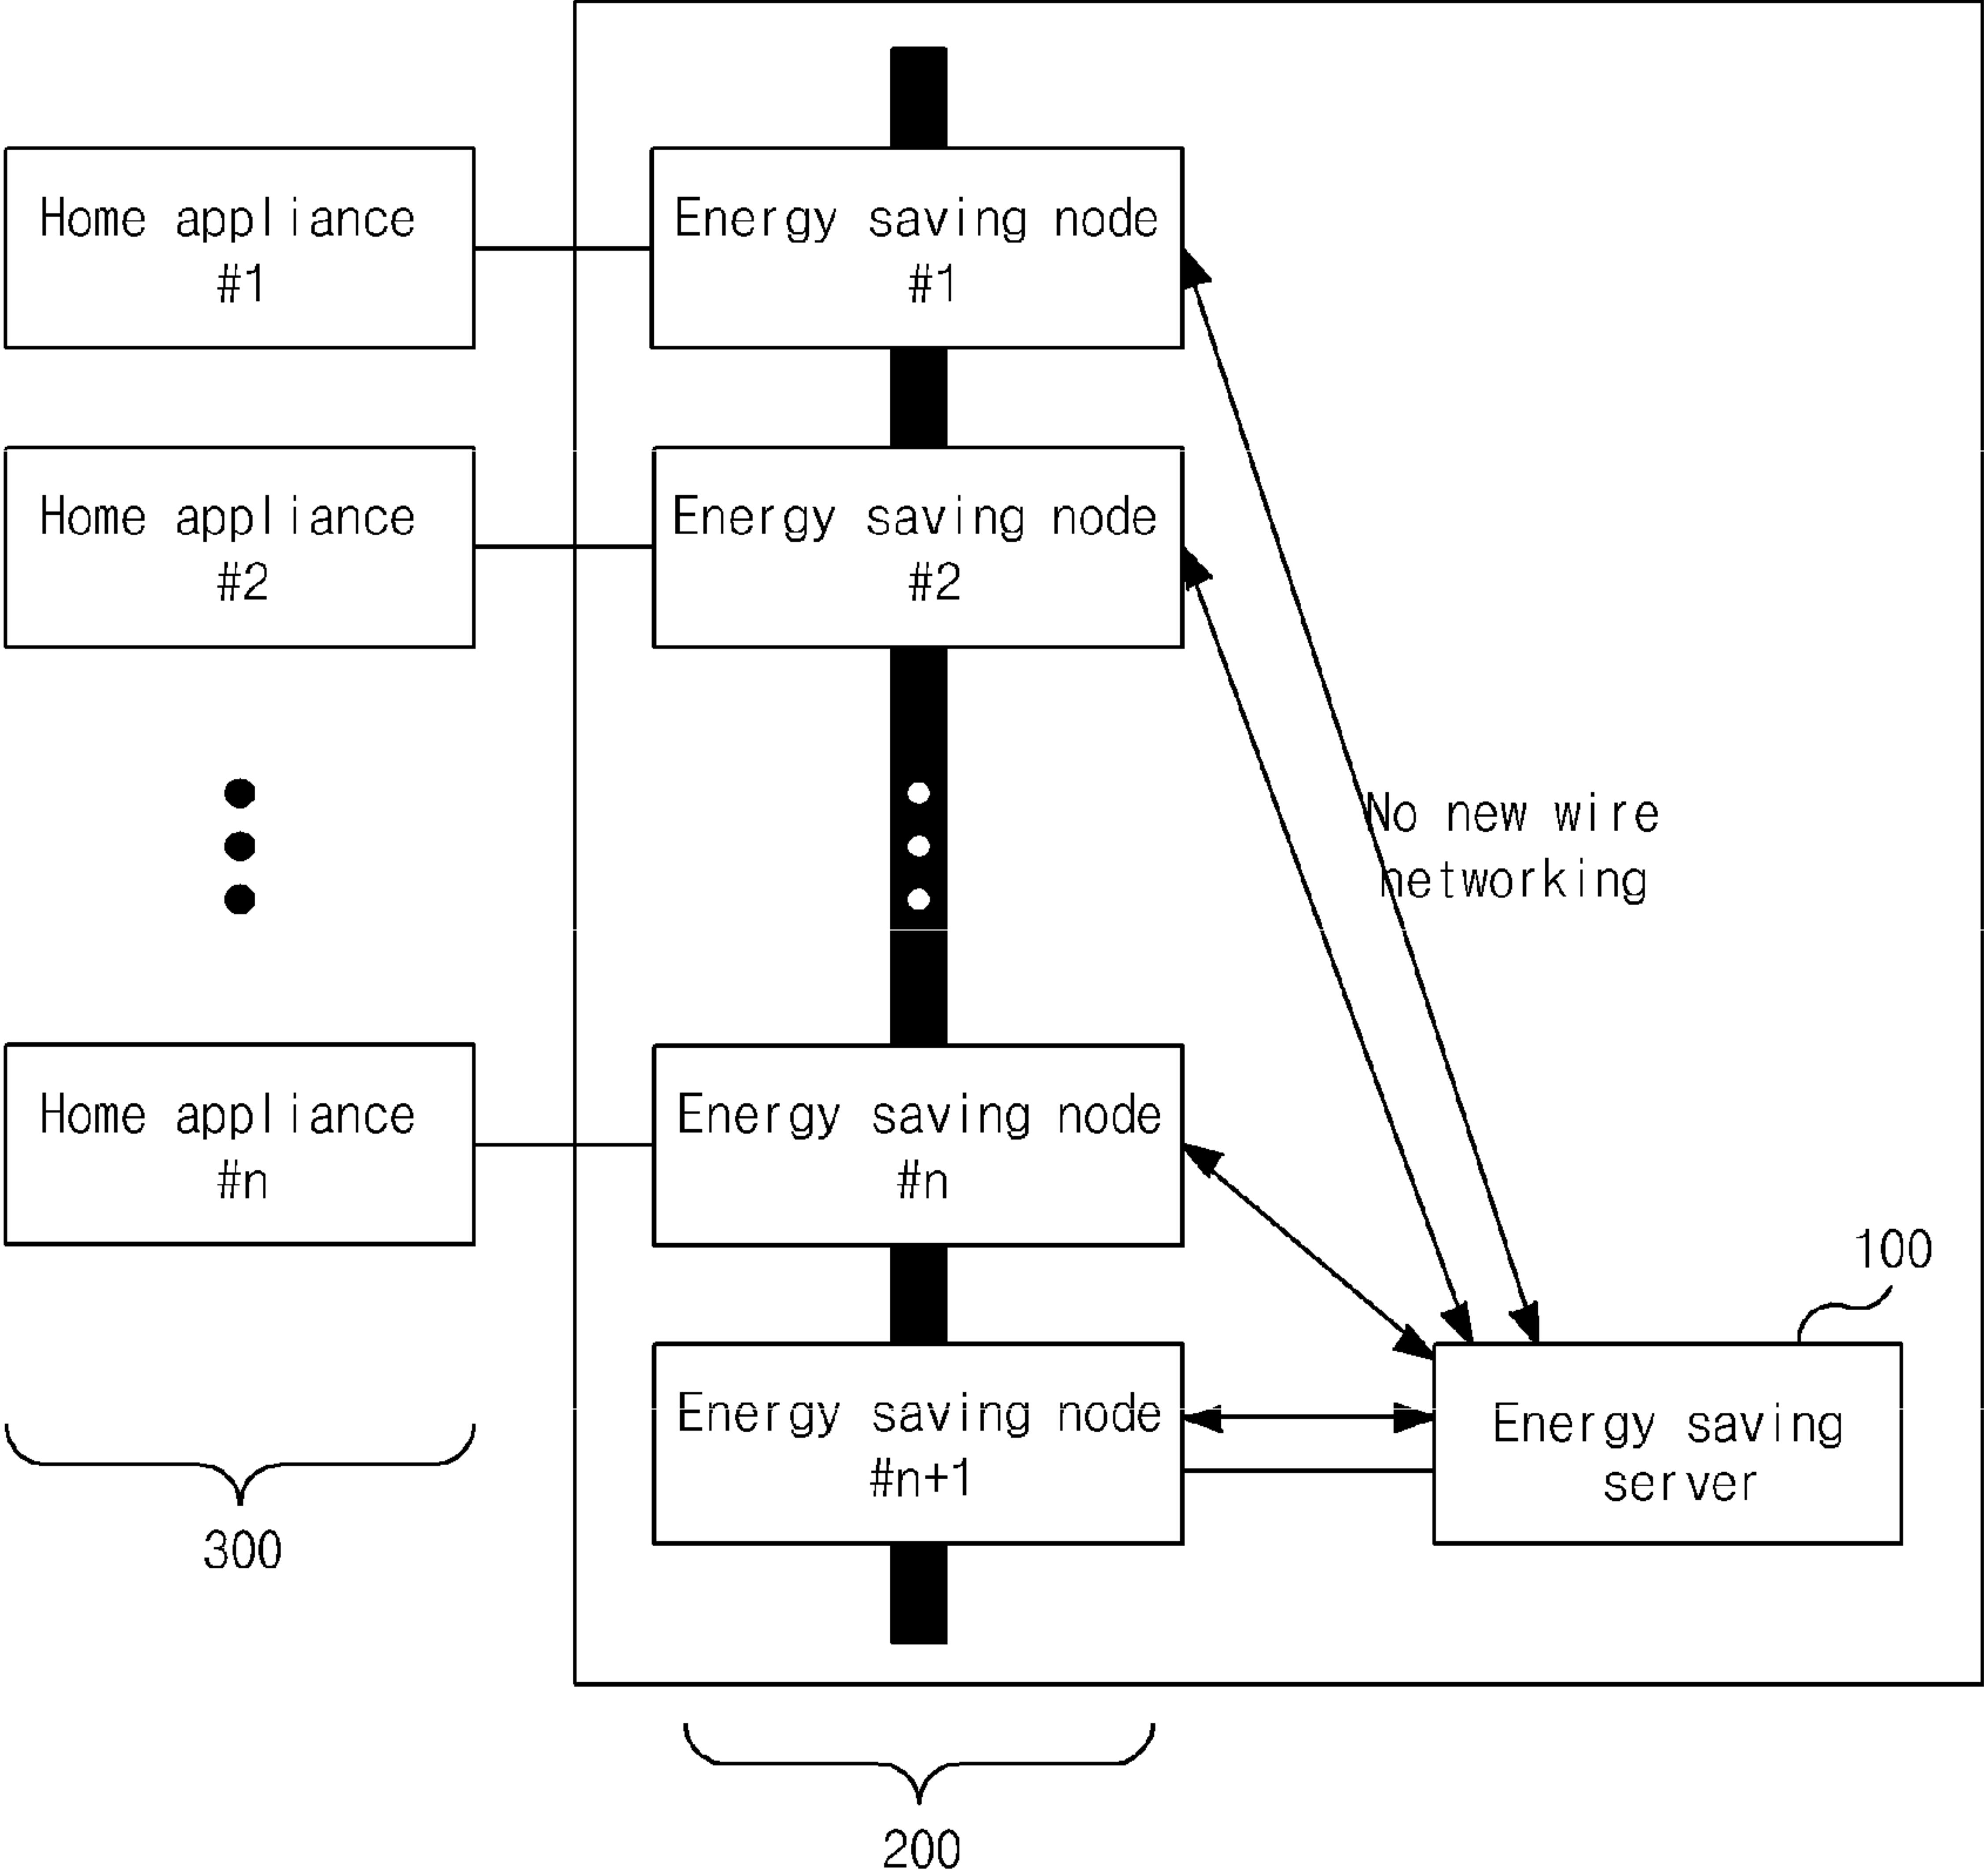 Home appliance
#1
Energy saving node
#1
Home appliance
#2
Energy saving node
#2
No new wire
networking
Home appliance
#n
Energy saving node
#n
100
Energy saving node
#n+1
Energy saving
server
300
200